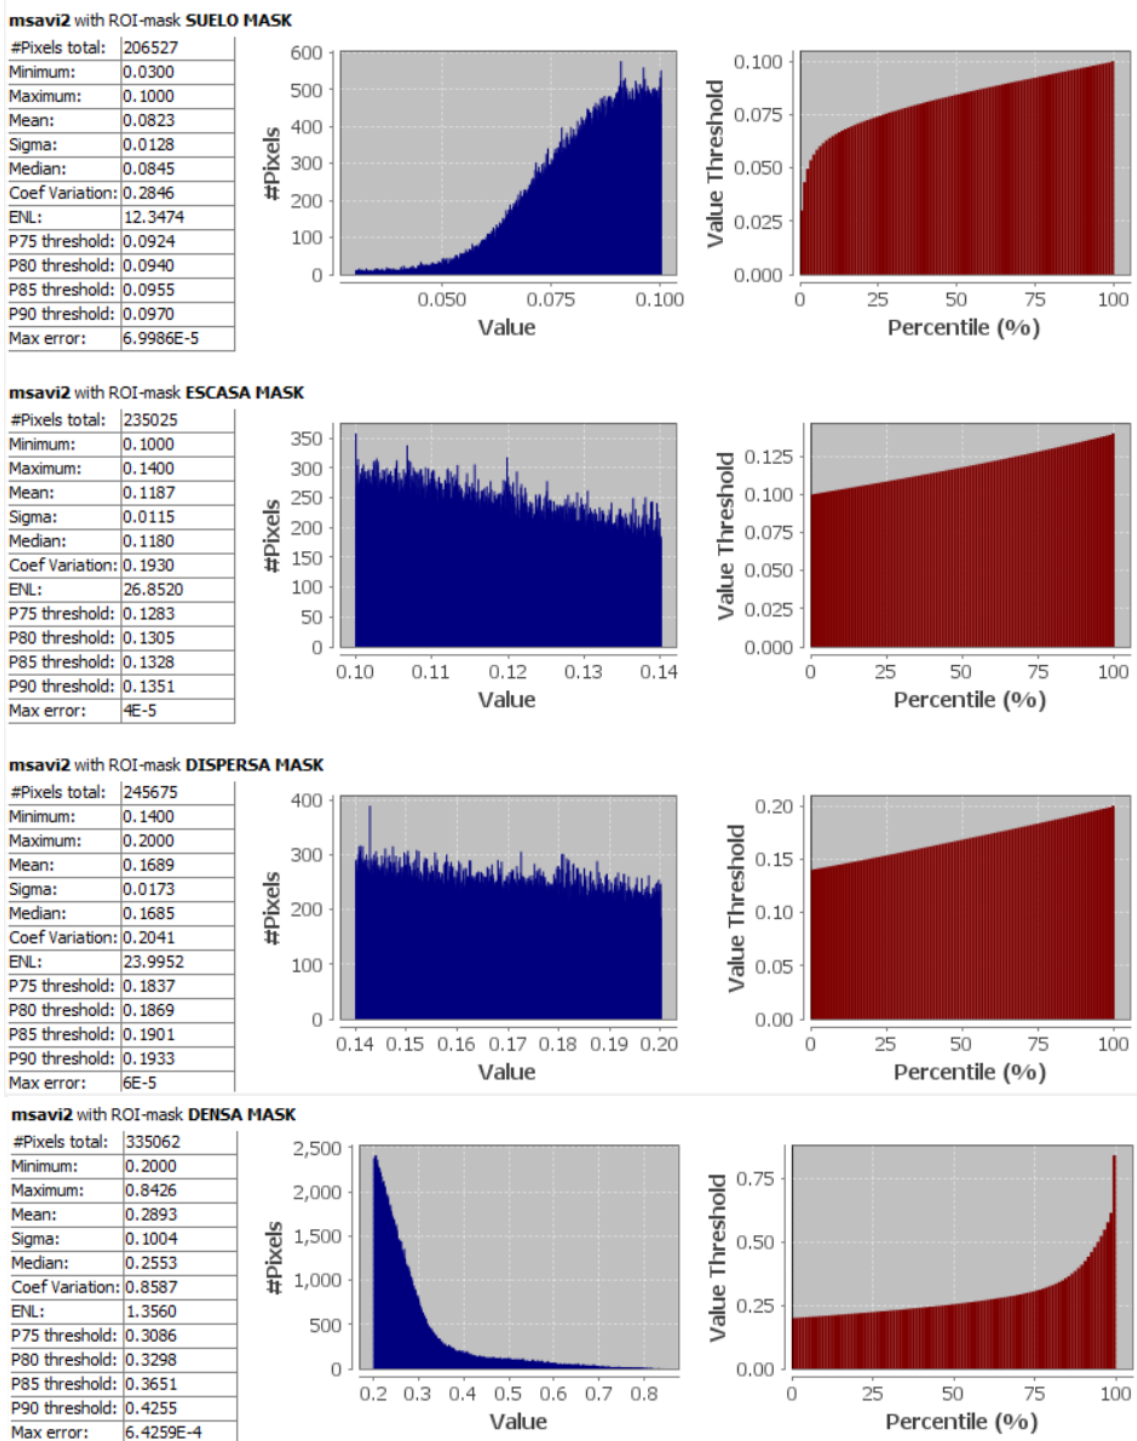 msavi2 with ROI-mask SUELO MASK
#Pixels total: 206527
Minimum: 0.0300
Maximum: 0.1000
Mean: 0.0823
Sigma: 0.0128
Median: 0.0845
Coef Variation: 0.2846
ENL: 12.3474
P75 threshold: 0.0924
P80 threshold: 0.0940
P85 threshold: 0.0955
P90 threshold: 0.0970
Max error: 6.9986E-5
#Pixels
600
500
400
300
200
100
0
0.050 0.075 0.100
Value
Value Threshold
0.100
0.075
0.050
0.025
0.000
0 25 50 75 100
Percentile (%)
msavi2 with ROI-mask ESCASA MASK
#Pixels total: 235025
Minimum: 0.1000
Maximum: 0.1400
Mean: 0.1187
Sigma: 0.0115
Median: 0.1180
Coef Variation: 0.1930
ENL: 26.8520
P75 threshold: 0.1283
P80 threshold: 0.1305
P85 threshold: 0.1328
P90 threshold: 0.1351
Max error: 4E-5
#Pixels
350
300
250
200
150
100
50
0
0.10 0.11 0.12 0.13 0.14
Value
Value Threshold
0.125
0.100
0.075
0.050
0.025
0.000
0 25 50 75 100
Percentile (%)
msavi2 with ROI-mask DISPERSA MASK
#Pixels total: 245675
Minimum: 0.1400
Maximum: 0.2000
Mean: 0.1689
Sigma: 0.0173
Median: 0.1685
Coef Variation: 0.2041
ENL: 23.9952
P75 threshold: 0.1837
P80 threshold: 0.1869
P85 threshold: 0.1901
P90 threshold: 0.1933
Max error: 6E-5
#Pixels
400
300
200
100
0
0.14 0.15 0.16 0.17 0.18 0.19 0.20
Value
Value Threshold
0.20
0.15
0.10
0.05
0.00
0 25 50 75 100
Percentile (%)
msavi2 with ROI-mask DENSA MASK
#Pixels total: 335062
Minimum: 0.2000
Maximum: 0.8426
Mean: 0.2893
Sigma: 0.1004
Median: 0.2553
Coef Variation: 0.8587
ENL: 1.3560
P75 threshold: 0.3086
P80 threshold: 0.3298
P85 threshold: 0.3651
P90 threshold: 0.4255
Max error: 6.4259E-4
#Pixels
2,500
2,000
1,500
1,000
500
0
0.2 0.3 0.4 0.5 0.6 0.7 0.8
Value
Value Threshold
0.75
0.50
0.25
0.00
0 25 50 75 100
Percentile (%)